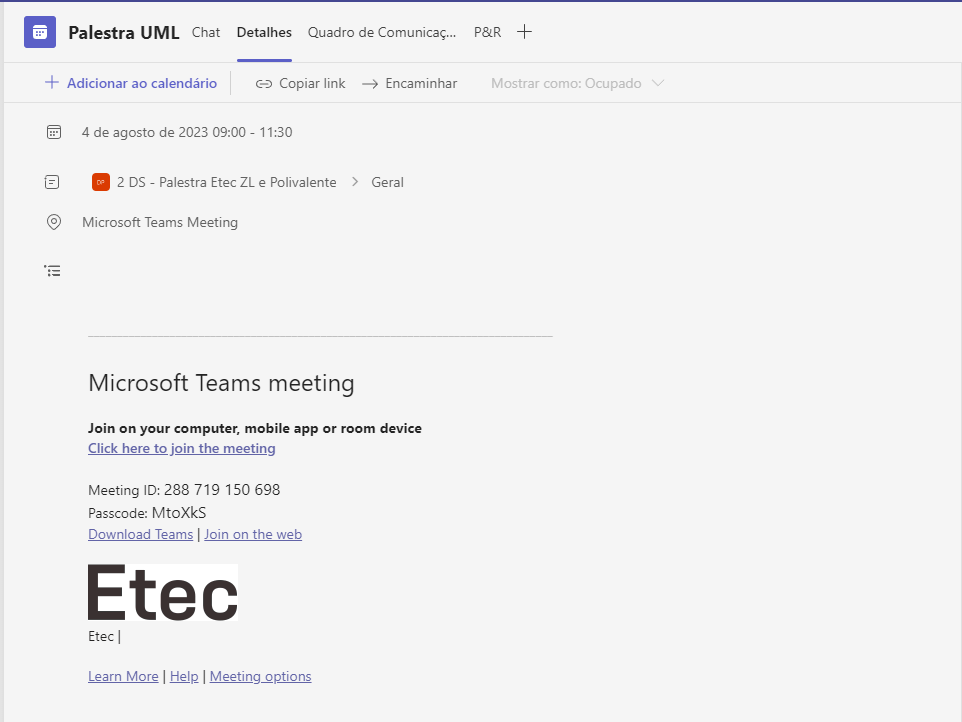 Palestra UML Chat Detalhes Quadro de Comunicaç... P&R
Adicionar ao calendário Copiar link Encaminhar Mostrar como: Ocupado
4 de agosto de 2023 09:00 - 11:30
DP 2 DS - Palestra Etec ZL e Polivalente > Geral
Microsoft Teams Meeting
Microsoft Teams meeting
Join on your computer, mobile app or room device
Click here to join the meeting
Meeting ID: 288 719 150 698
Passcode: MtoXkS
Download Teams | Join on the web
Etec
Etec |
Learn More | Help | Meeting options